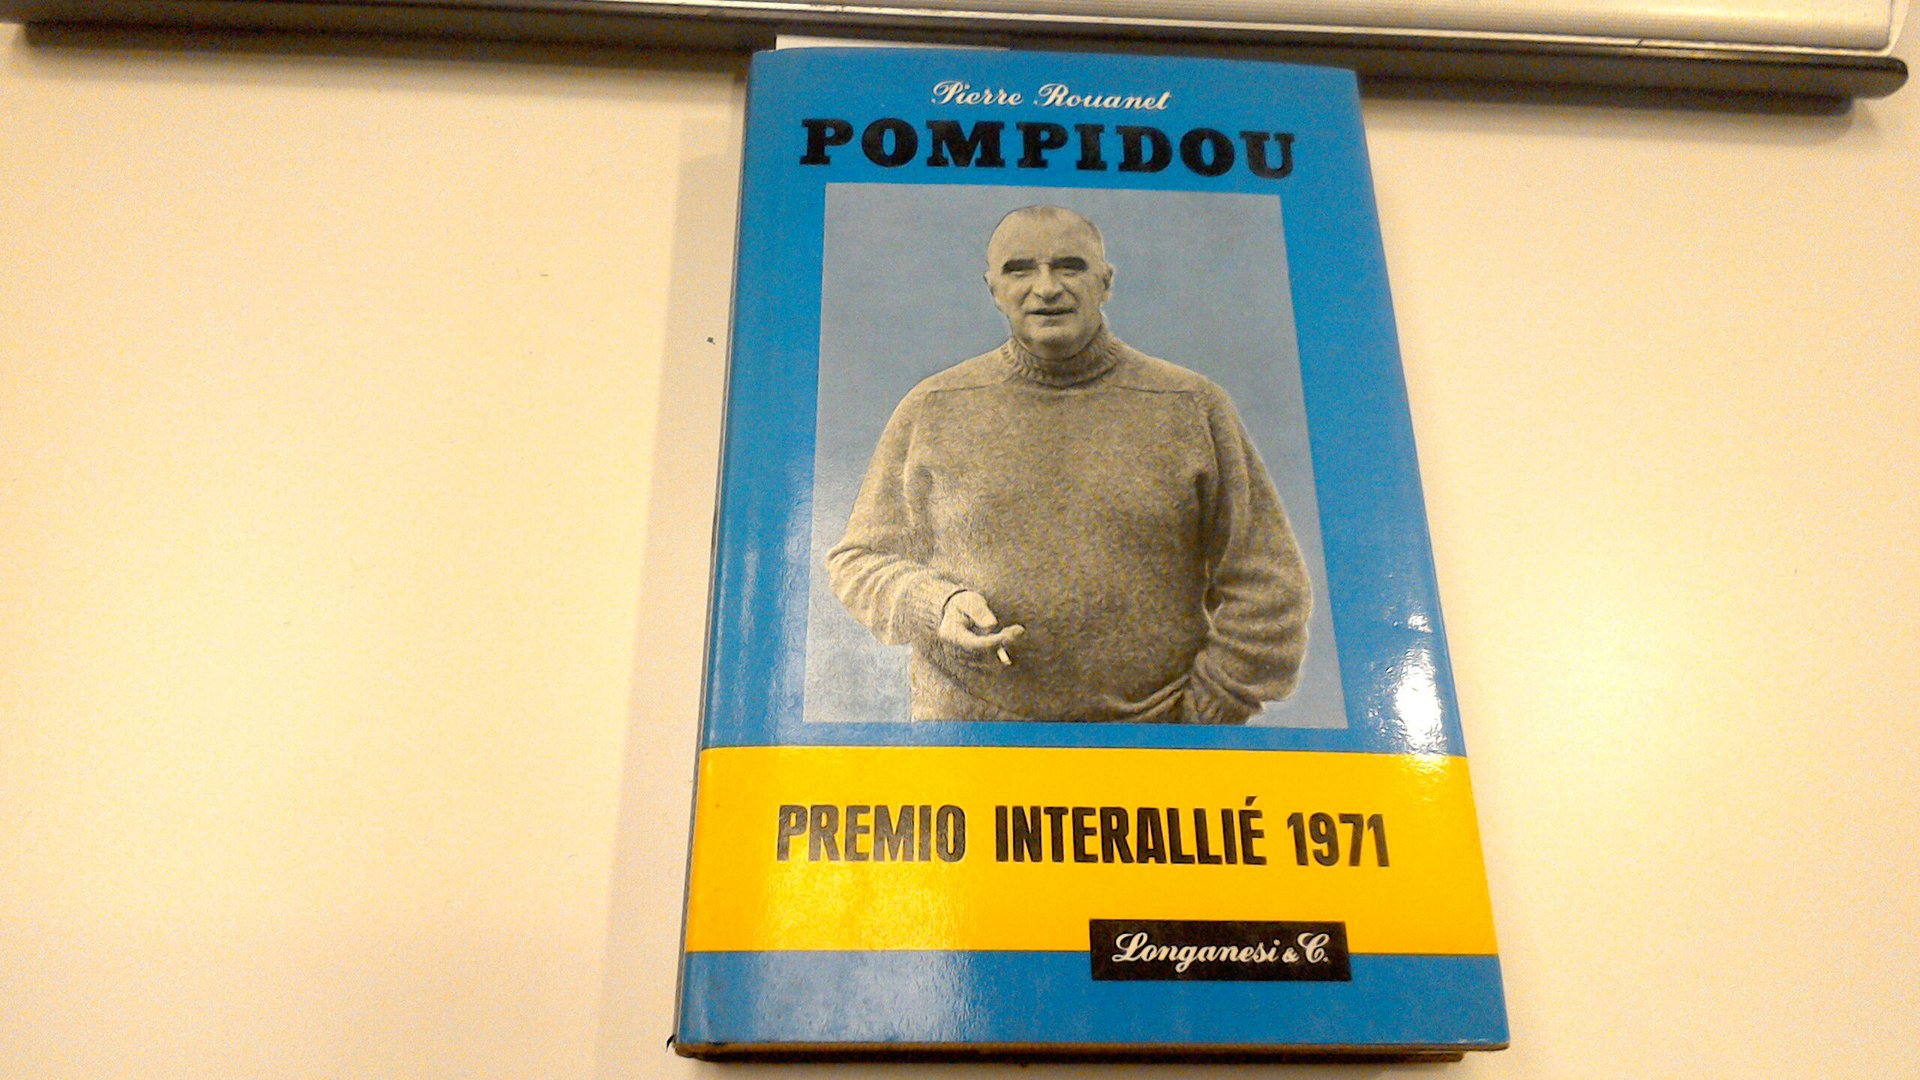 Pierre Rouanet
POMPIDOU
PREMIO INTERALLIÉ 1971
Longanesi & C.